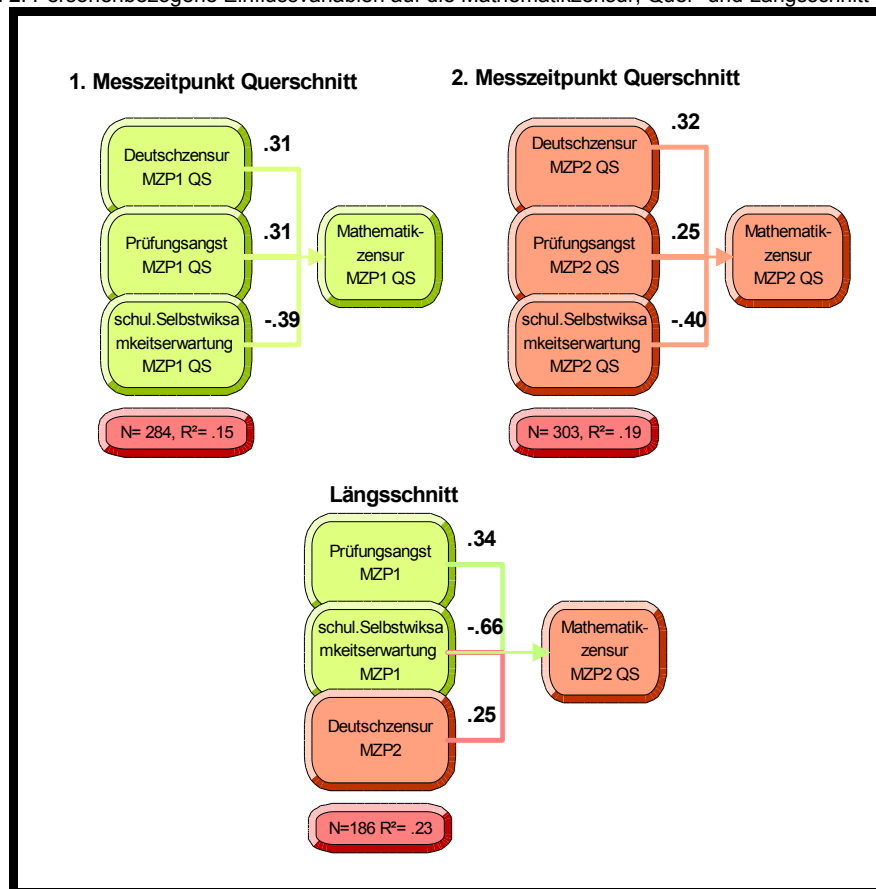 Personenbezogene Einflussvariablen auf die Mathematikzensur, Quer- und Längsschnitt
1. Messzeitpunkt Querschnitt
Deutschzensur
MZP1 QS
.31
Prüfungsangst
MZP1 QS
.31
schul.Selbstwiksa
mkeitserwartung
MZP1 QS
-.39
Mathematik-
zensur
MZP1 QS
N= 284, R²= .15
2. Messzeitpunkt Querschnitt
Deutschzensur
MZP2 QS
.32
Prüfungsangst
MZP2 QS
.25
schul.Selbstwiksa
mkeitserwartung
MZP2 QS
-.40
Mathematik-
zensur
MZP2 QS
N= 303, R²= .19
Längsschnitt
Prüfungsangst
MZP1
.34
schul.Selbstwiksa
mkeitserwartung
MZP1
-.66
Deutschzensur
MZP2
.25
Mathematik-
zensur
MZP2 QS
N=186 R²= .23